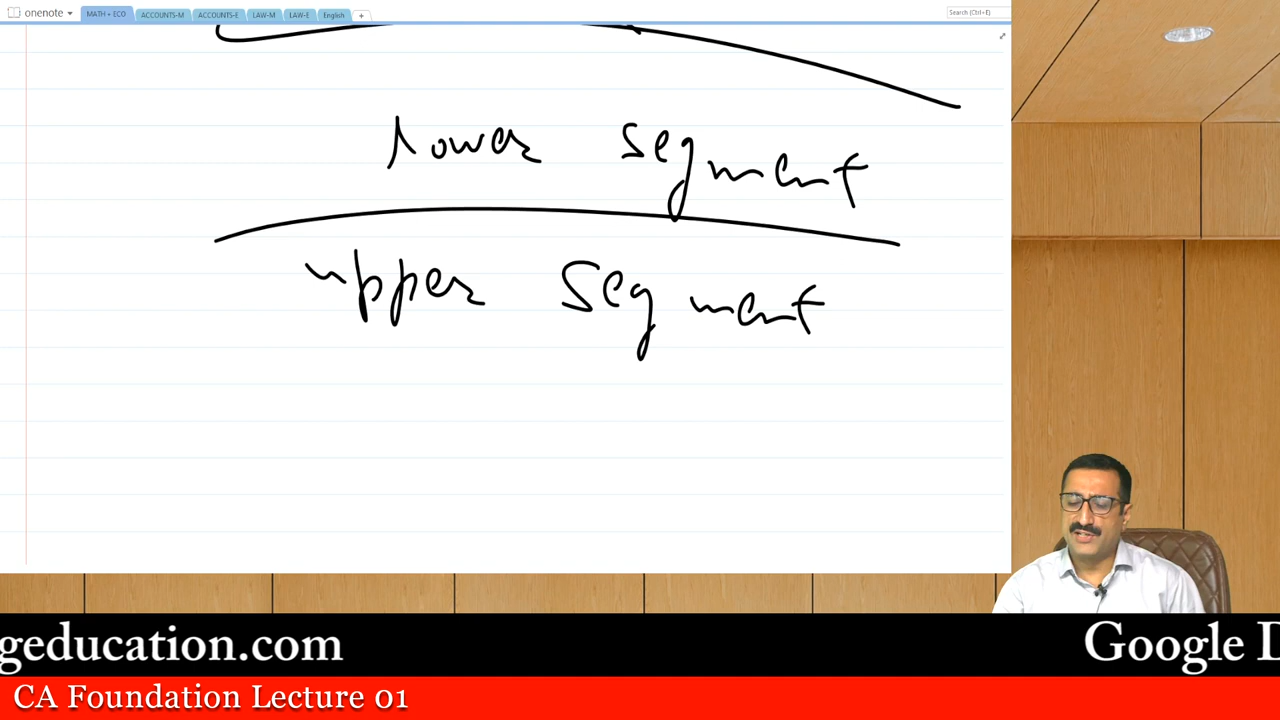 onenote
MATH + ECO ACCOUNTS-M ACCOUNTS-E LAW-M LAW-E English
Search (Ctrl+E)
Lower segment
upper segment
geducation.com Google D
CA Foundation Lecture 01